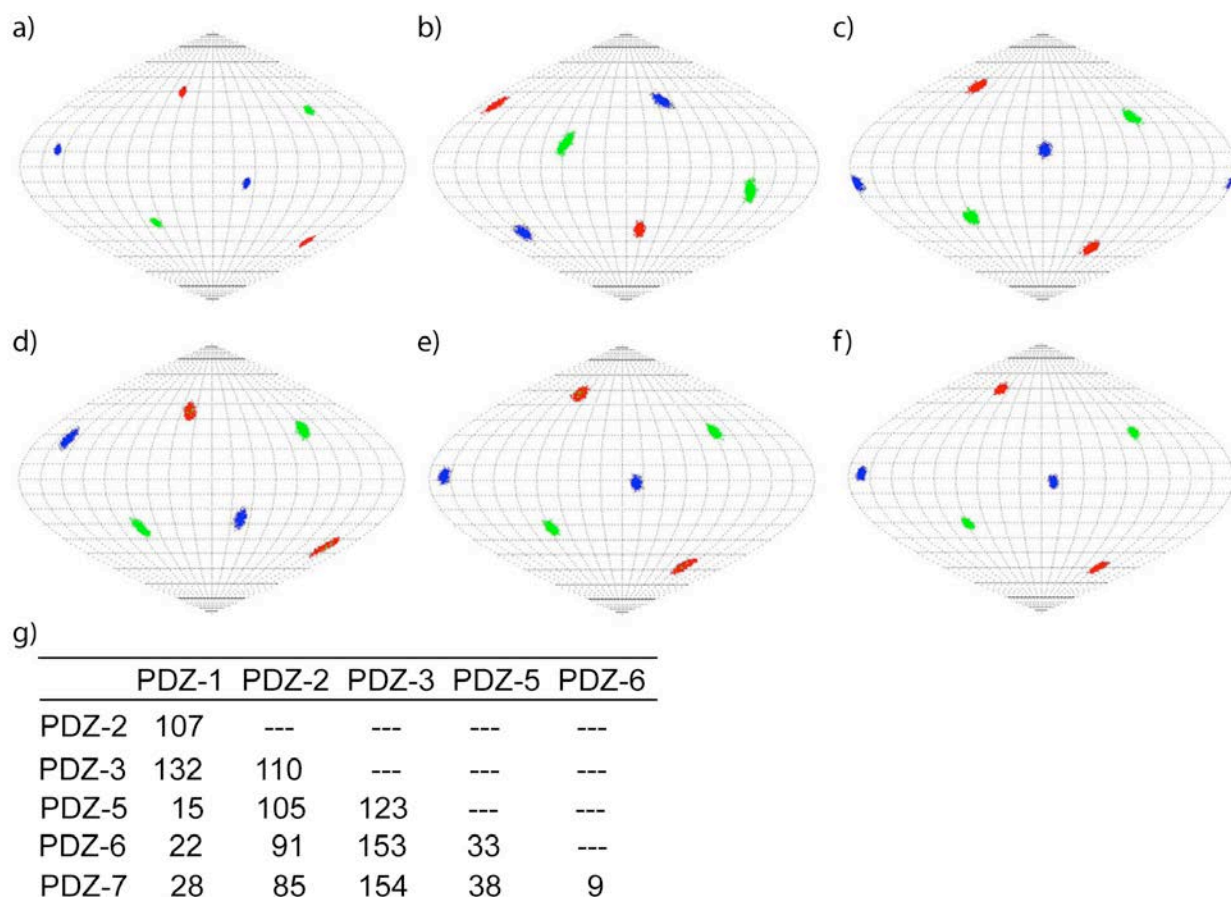 a) b) c)
d) e) f)
g)
PDZ-1 PDZ-2 PDZ-3 PDZ-5 PDZ-6
PDZ-2 107 --- --- --- ---
PDZ-3 132 110 --- --- ---
PDZ-5 15 105 123 --- ---
PDZ-6 22 91 153 33 ---
PDZ-7 28 85 154 38 9